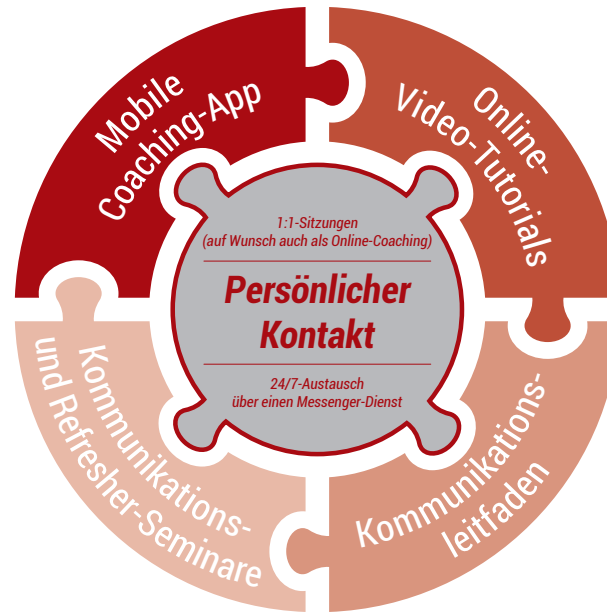 Mobile
Coaching-App
Online-
Video-Tutorials
1:1-Sitzungen
(auf Wunsch auch als Online-Coaching)
Persönlicher
Kontakt
24/7-Austausch
über einen Messenger-Dienst
Kommunikations-
und Refresher-Seminare
Kommunikations-
leitfaden